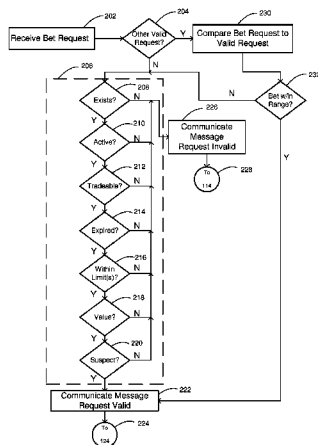 202
204
230
Receive Bet Request
Other Valid
Request?
Y
Compare Bet Request to
Valid Request
N
206
208
226
232
Exists?
N
Communicate
Message
Request Invalid
N
Bet w/in
Range?
Y
210
Active?
N
To
114
228
Y
Y
212
Tradeable?
N
Y
214
Expired?
N
Y
216
Within
Limit(s)?
N
Y
218
Value?
N
Y
220
Suspect?
N
Y
222
Communicate Message
Request Valid
To
124
224